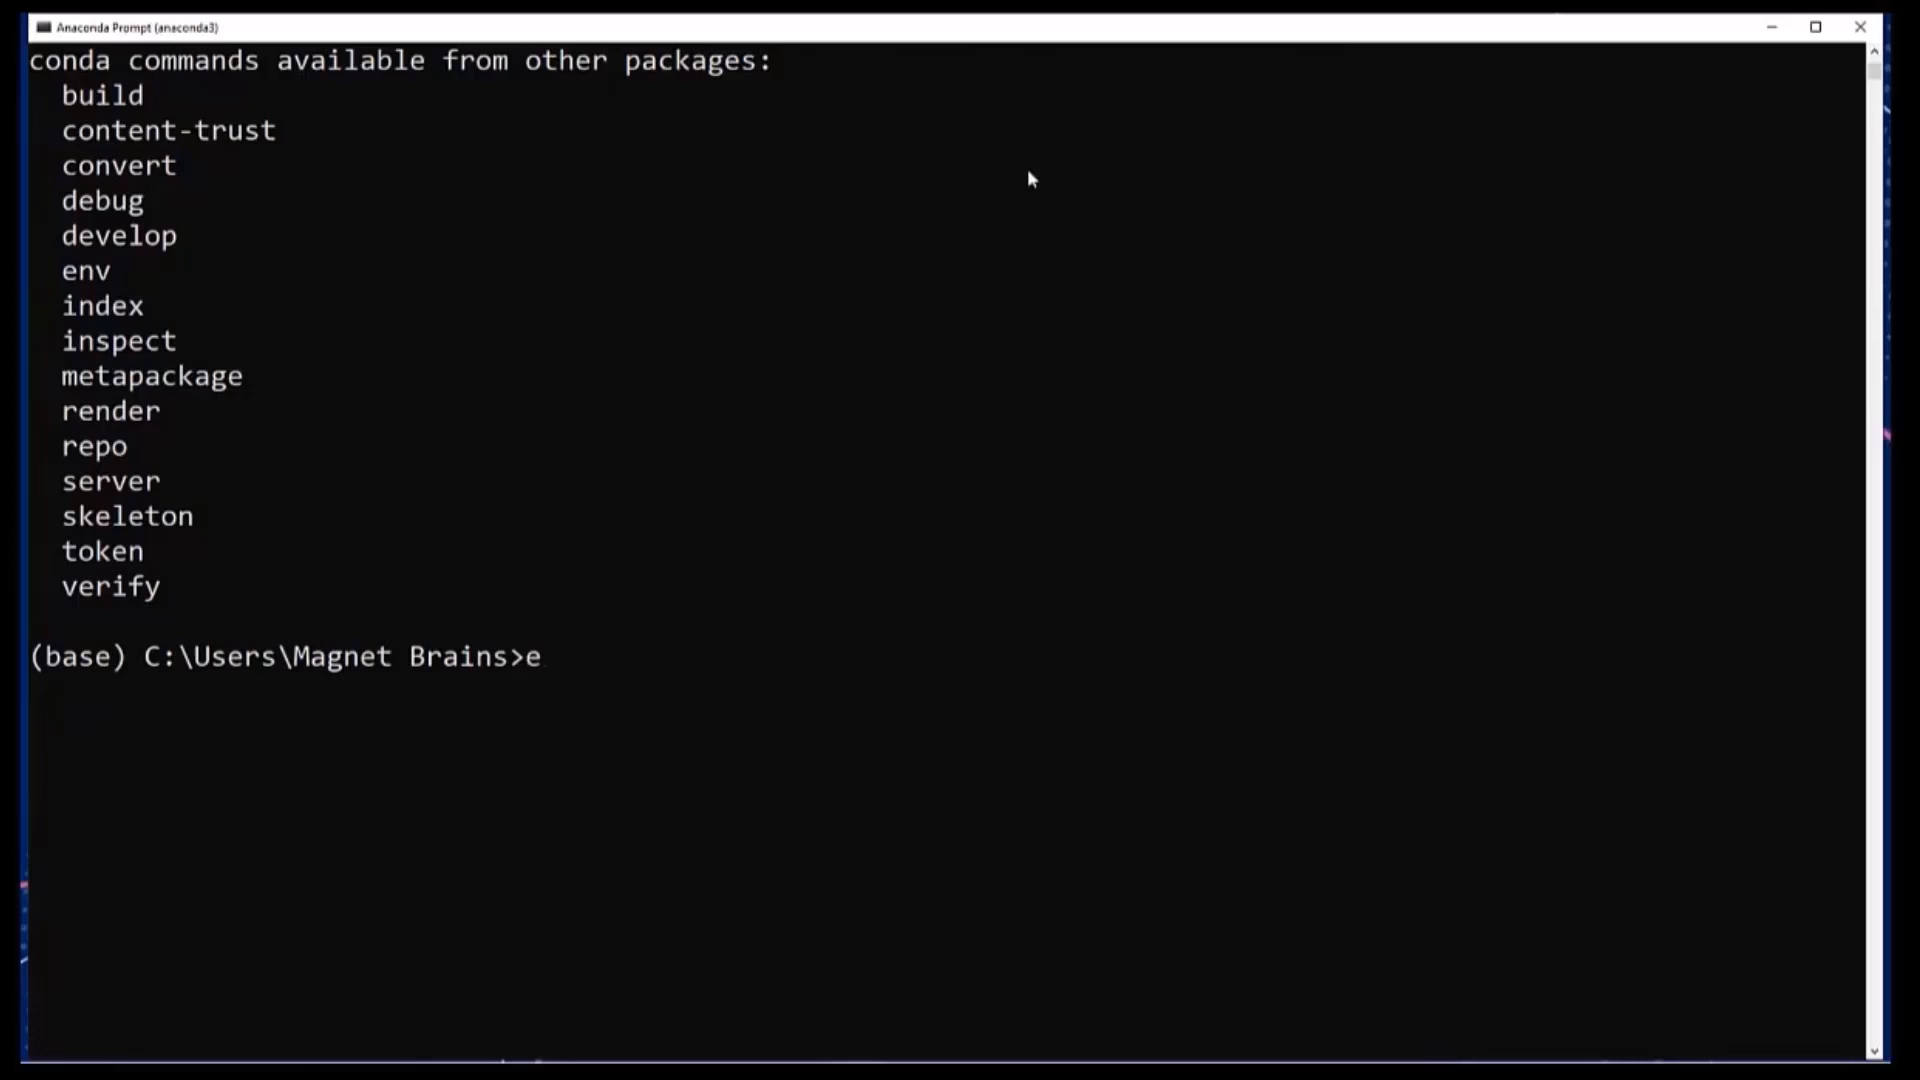 Anaconda Prompt (anaconda3)
conda commands available from other packages:
build
content-trust
convert
debug
develop
env
index
inspect
metapackage
render
repo
server
skeleton
token
verify
(base) C:\Users\Magnet Brains>e